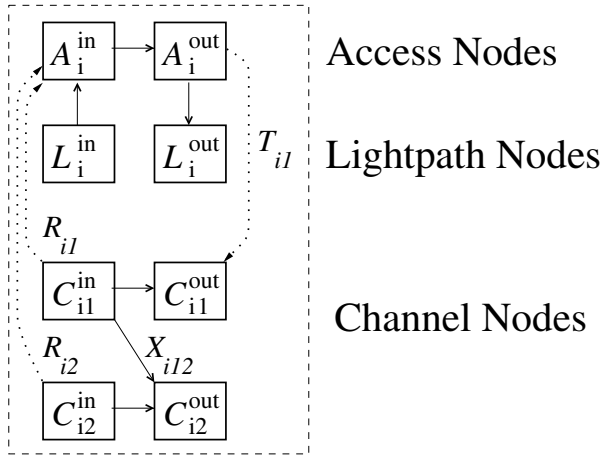 A_i^in A_i^out Access Nodes
L_i^in L_i^out T_i1 Lightpath Nodes
R_i1
C_i1^in C_i1^out Channel Nodes
R_i2 X_i12
C_i2^in C_i2^out